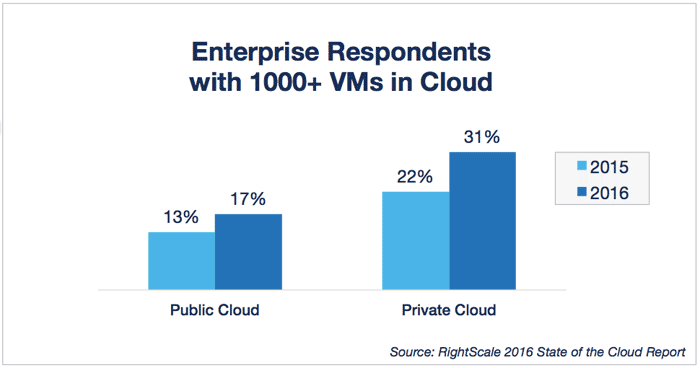 Enterprise Respondents
with 1000+ VMs in Cloud
31%
22%
17%
13%
2015
2016
Public Cloud
Private Cloud
Source: RightScale 2016 State of the Cloud Report